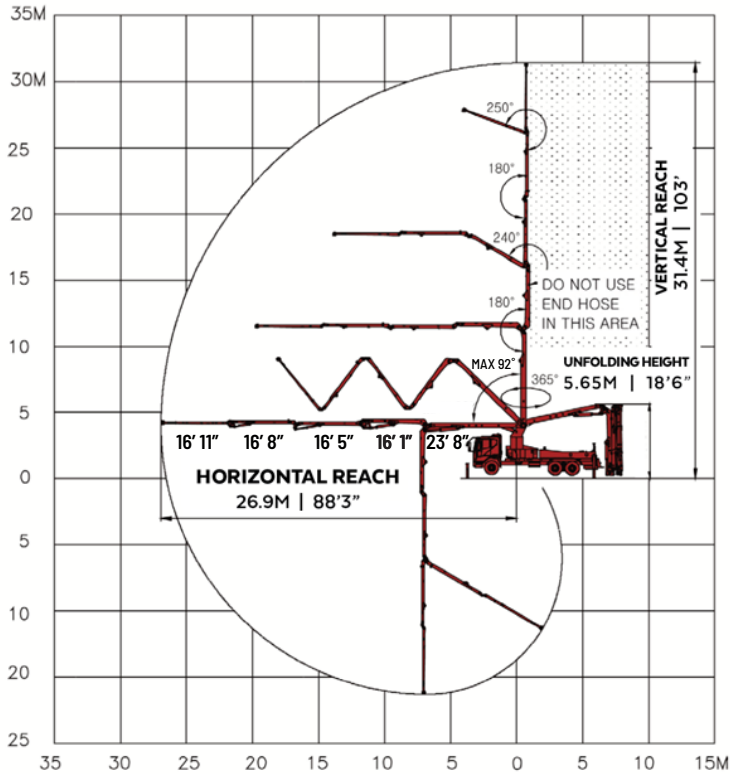 35M
30M
25
20
15
10
5
0
5
10
20
25
250°
180°
240°
180°
DO NOT USE
END HOSE
IN THIS AREA
VERTICAL REACH
31.4M | 103'
MAX 92°
365°
UNFOLDING HEIGHT
5.65M | 18'6"
16' 11" 16' 8" 16' 5" 16' 1" 23' 8"
HORIZONTAL REACH
26.9M | 88'3"
35 30 25 20 15 10 5 0 5 10 15M